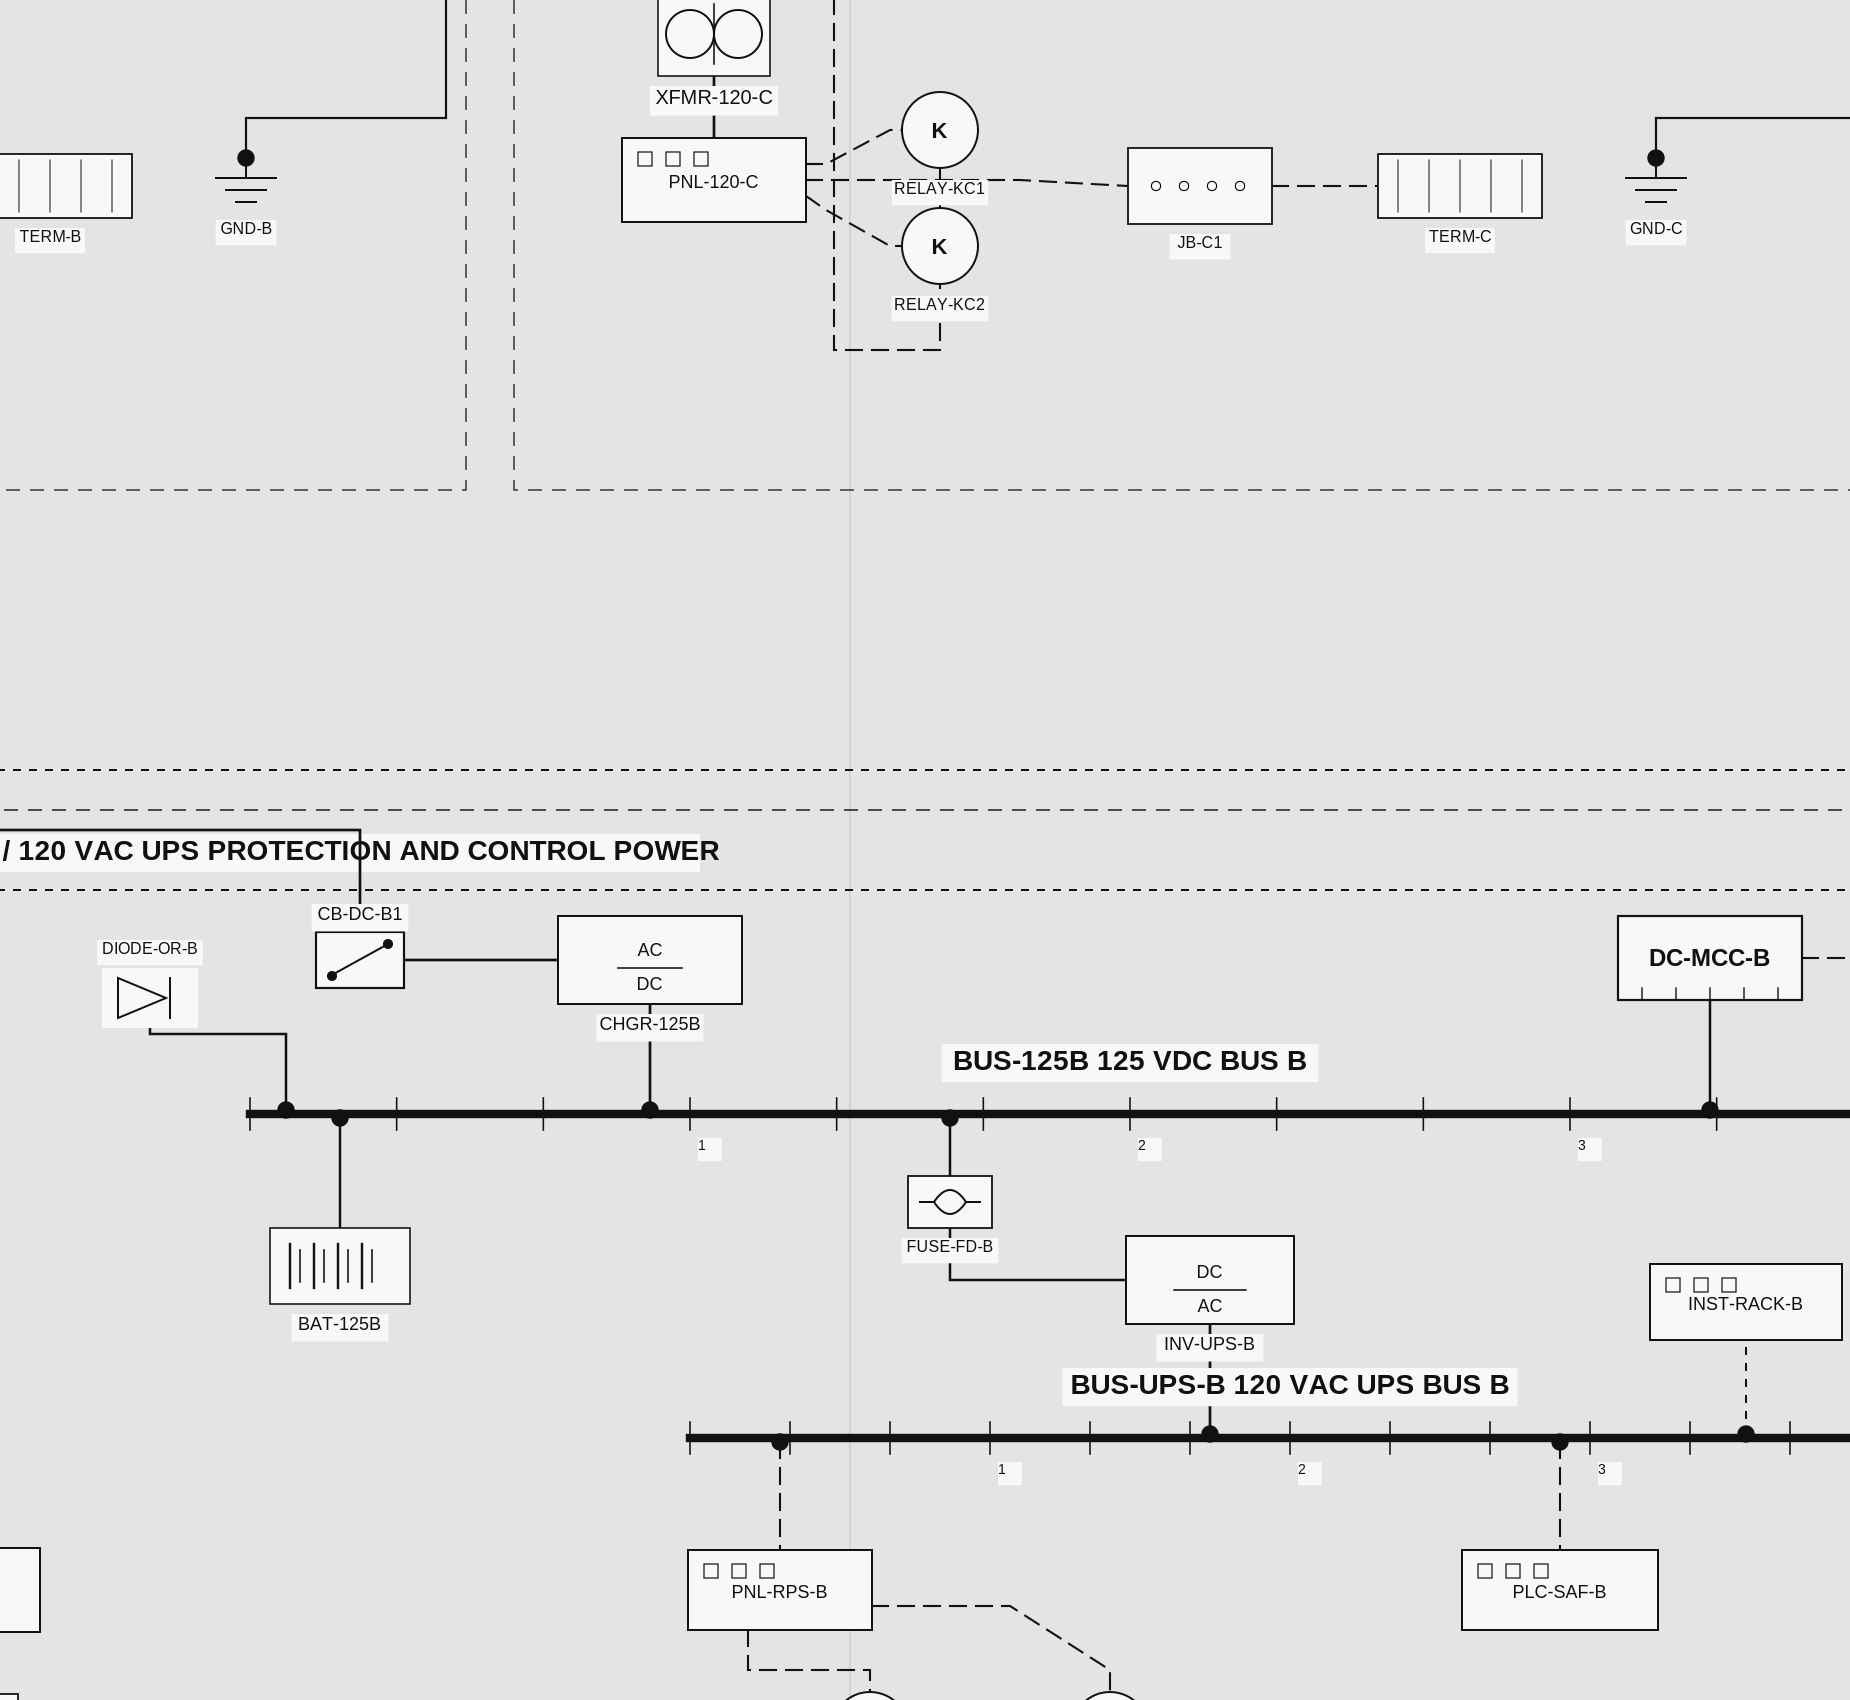 XFMR-120-C
K
PNL-120-C
RELAY-KC1
TERM-B
GND-B
K
JB-C1
TERM-C
GND-C
RELAY-KC2
/ 120 VAC UPS PROTECTION AND CONTROL POWER
CB-DC-B1
DIODE-OR-B
AC
DC
DC-MCC-B
CHGR-125B
BUS-125B 125 VDC BUS B
1
2
3
FUSE-FD-B
DC
AC
INST-RACK-B
BAT-125B
INV-UPS-B
BUS-UPS-B 120 VAC UPS BUS B
1
2
3
PNL-RPS-B
PLC-SAF-B